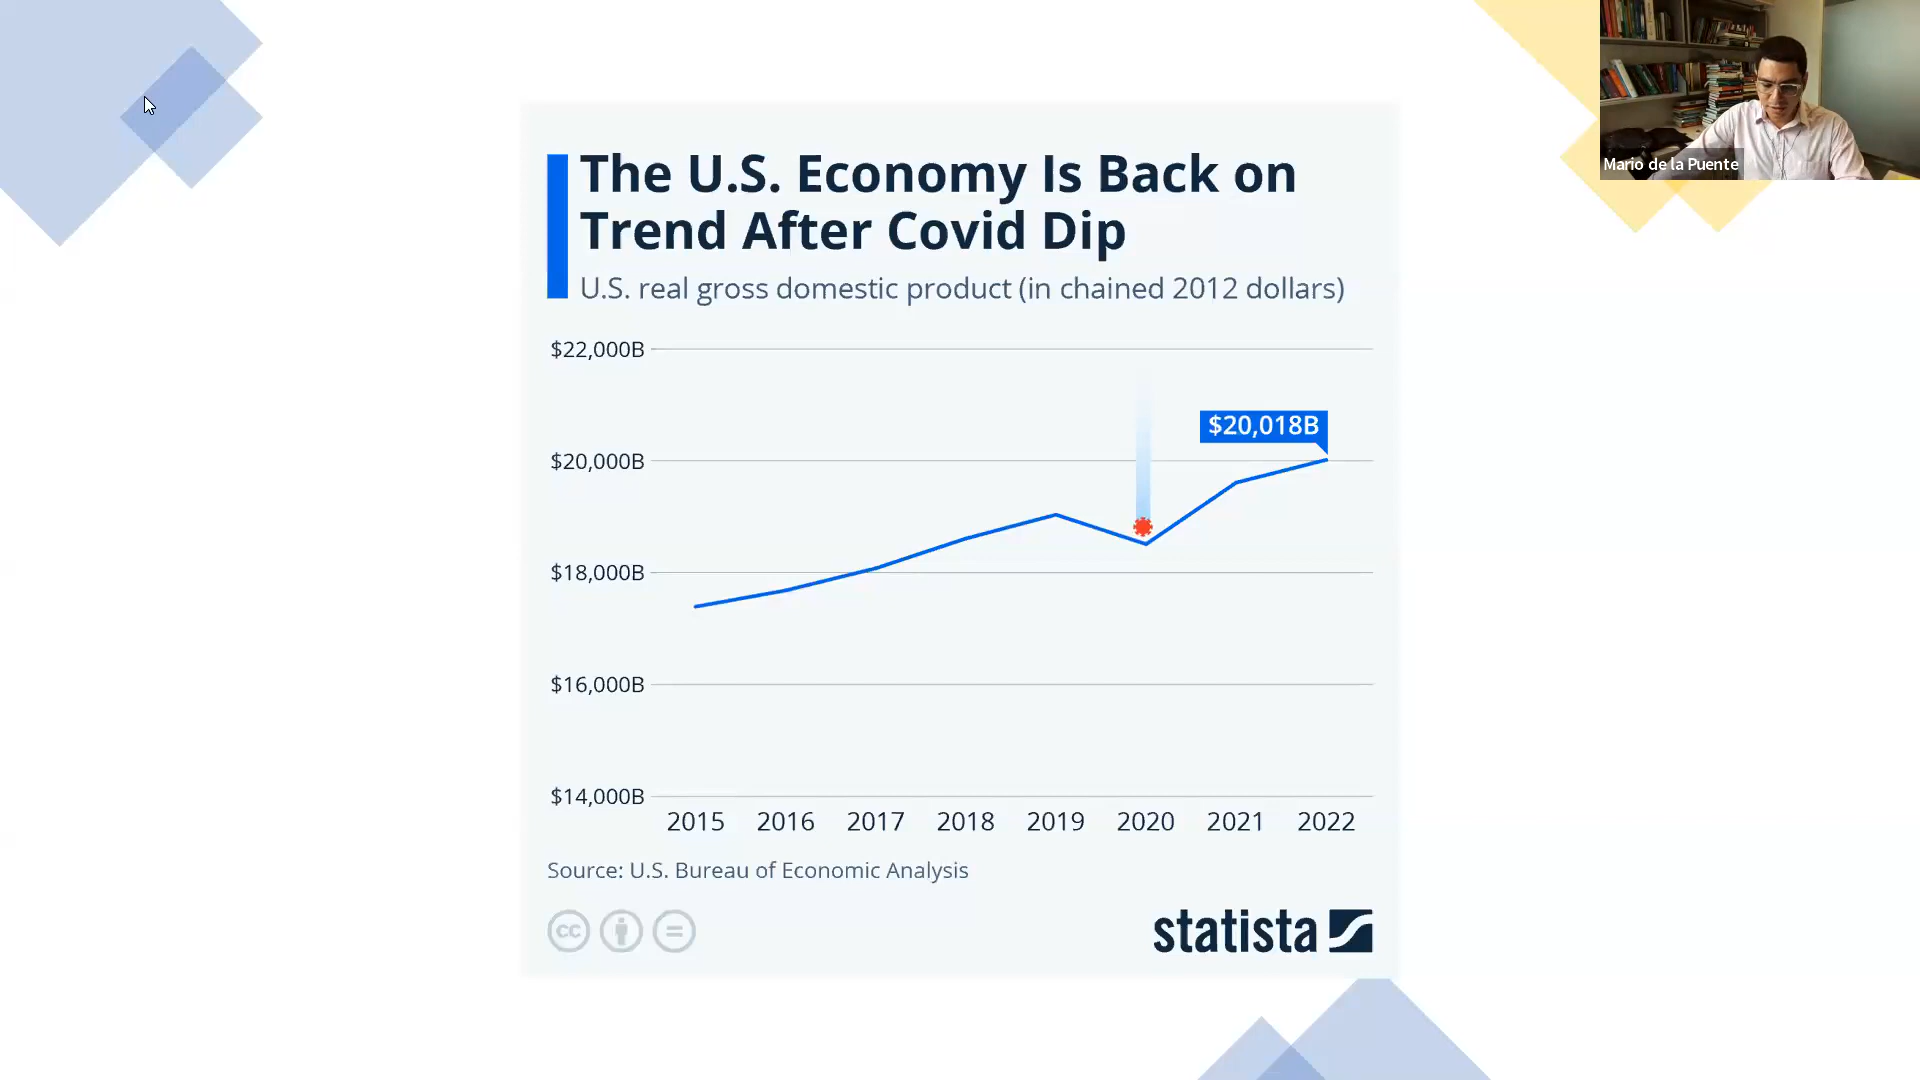 Mario de la Puente
The U.S. Economy Is Back on
Trend After Covid Dip
U.S. real gross domestic product (in chained 2012 dollars)
$22,000B
$20,018B
$20,000B
$18,000B
$16,000B
$14,000B
2015 2016 2017 2018 2019 2020 2021 2022
Source: U.S. Bureau of Economic Analysis
cc
statista